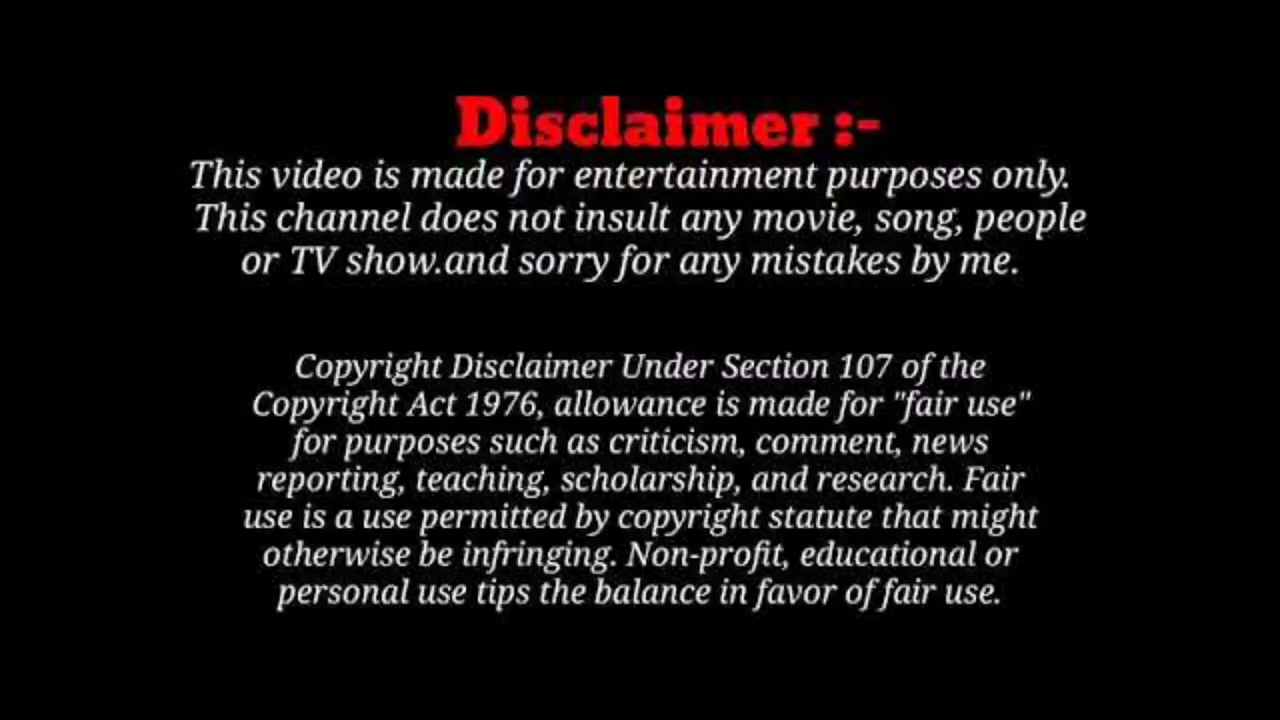 Disclaimer :-
This video is made for entertainment purposes only.
This channel does not insult any movie, song, people
or TV show.and sorry for any mistakes by me.
Copyright Disclaimer Under Section 107 of the
Copyright Act 1976, allowance is made for "fair use"
for purposes such as criticism, comment, news
reporting, teaching, scholarship, and research. Fair
use is a use permitted by copyright statute that might
otherwise be infringing. Non-profit, educational or
personal use tips the balance in favor of fair use.